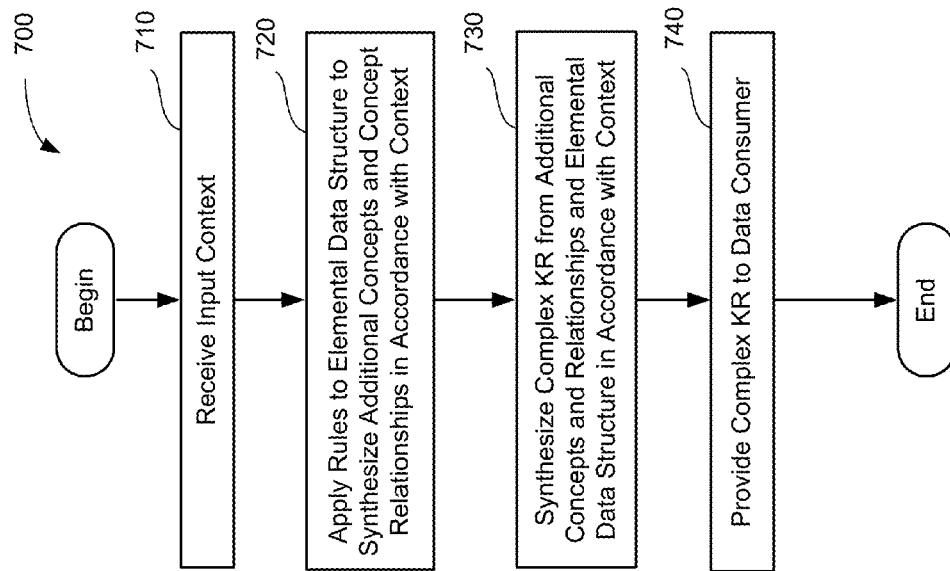 700
Begin
710
Receive Input Context
720
Apply Rules to Elemental Data Structure to
Synthesize Additional Concepts and Concept
Relationships in Accordance with Context
730
Synthesize Complex KR from Additional
Concepts and Relationships and Elemental
Data Structure in Accordance with Context
740
Provide Complex KR to Data Consumer
End